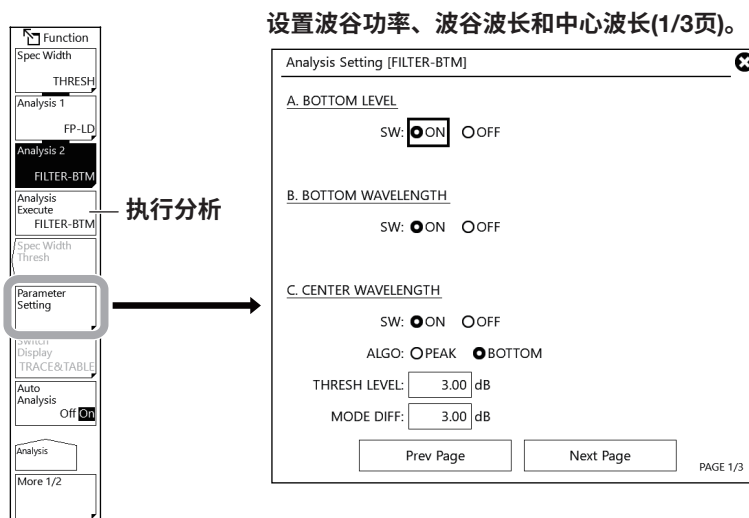 设置波谷功率、波谷波长和中心波长(1/3页)。
Function
Spec Width
THRESH
Analysis 1
FP-LD
Analysis 2
FILTER-BTM
Analysis
Execute
FILTER-BTM
执行分析
Spec Width
Thresh
Parameter
Setting
Switch
Display
TRACE&TABLE
Auto
Analysis
Off On
Analysis
More 1/2
Analysis Setting [FILTER-BTM]
A. BOTTOM LEVEL
SW: ON OFF
B. BOTTOM WAVELENGTH
SW: ON OFF
C. CENTER WAVELENGTH
SW: ON OFF
ALGO: PEAK BOTTOM
THRESH LEVEL: 3.00 dB
MODE DIFF: 3.00 dB
Prev Page Next Page
PAGE 1/3